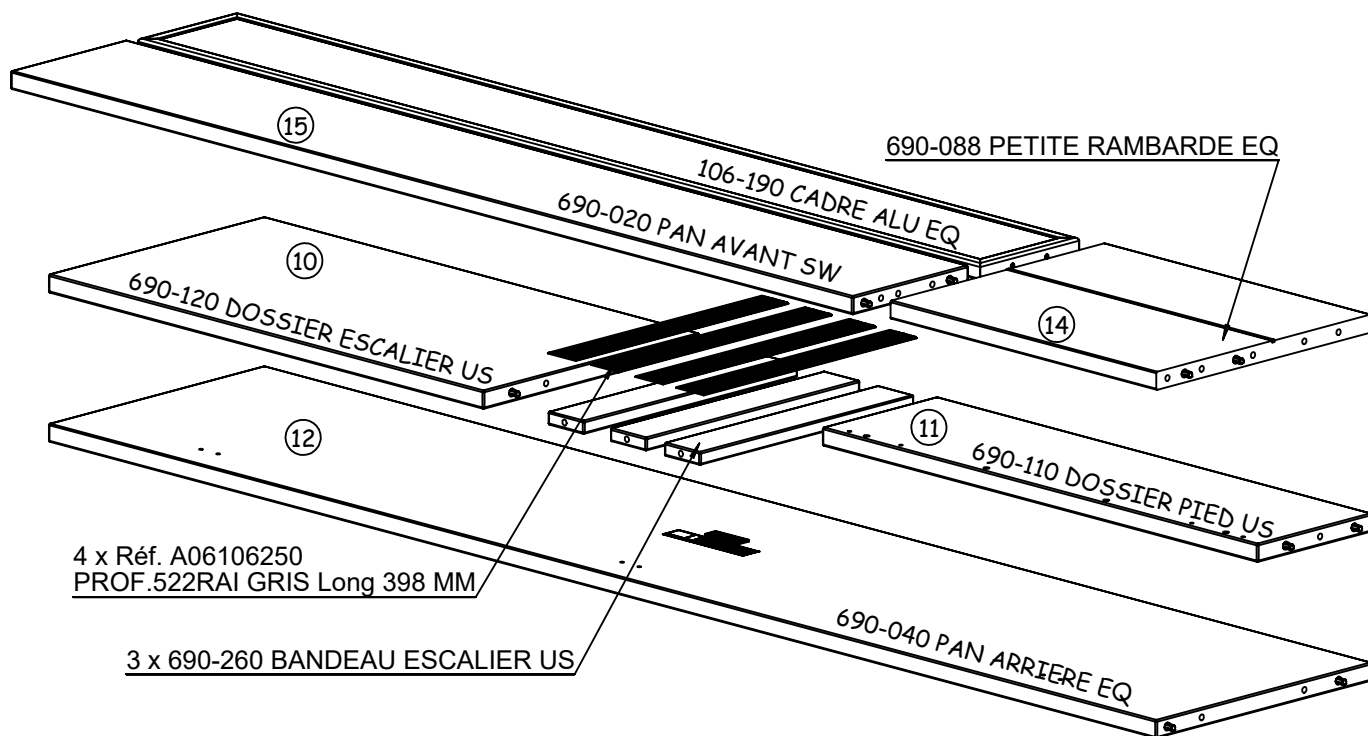 15
690-088 PETITE RAMBARDE EQ
106-190 CADRE ALU EQ
690-020 PAN AVANT SW
10
690-120 DOSSIER ESCALIER US
14
12
11
690-110 DOSSIER PIED US
4 x Réf. A06106250
PROF.522RAI GRIS Long 398 MM
690-040 PAN ARRIERE EQ
3 x 690-260 BANDEAU ESCALIER US